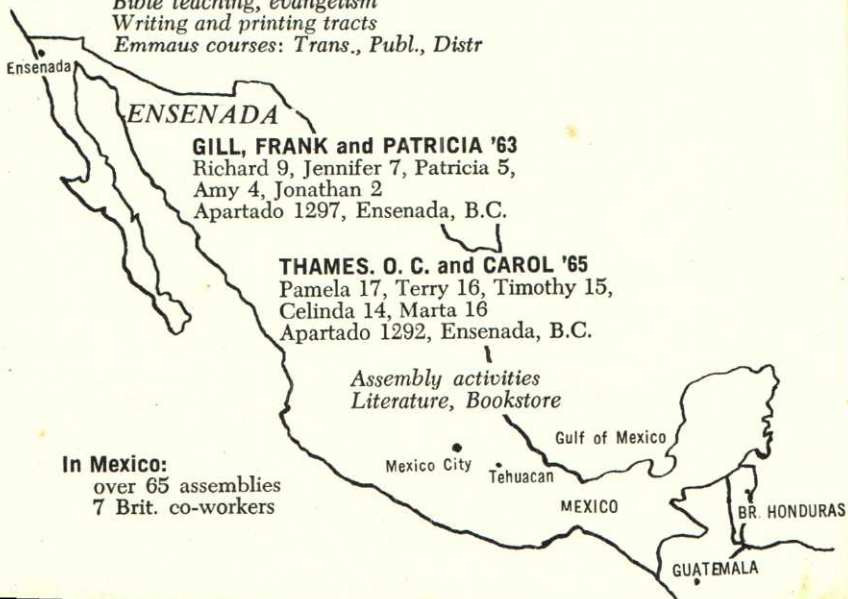 Bible teaching, evangelism
Writing and printing tracts
Emmaus courses: Trans., Publ., Distr
Ensenada
ENSENADA
GILL, FRANK and PATRICIA '63
Richard 9, Jennifer 7, Patricia 5,
Amy 4, Jonathan 2
Apartado 1297, Ensenada, B.C.
THAMES. O. C. and CAROL '65
Pamela 17, Terry 16, Timothy 15,
Celinda 14, Marta 16
Apartado 1292, Ensenada, B.C.
Assembly activities
Literature, Bookstore
Gulf of Mexico
In Mexico:
over 65 assemblies
7 Brit. co-workers
Mexico City
Tehuacan
MEXICO
BR. HONDURAS
GUATEMALA